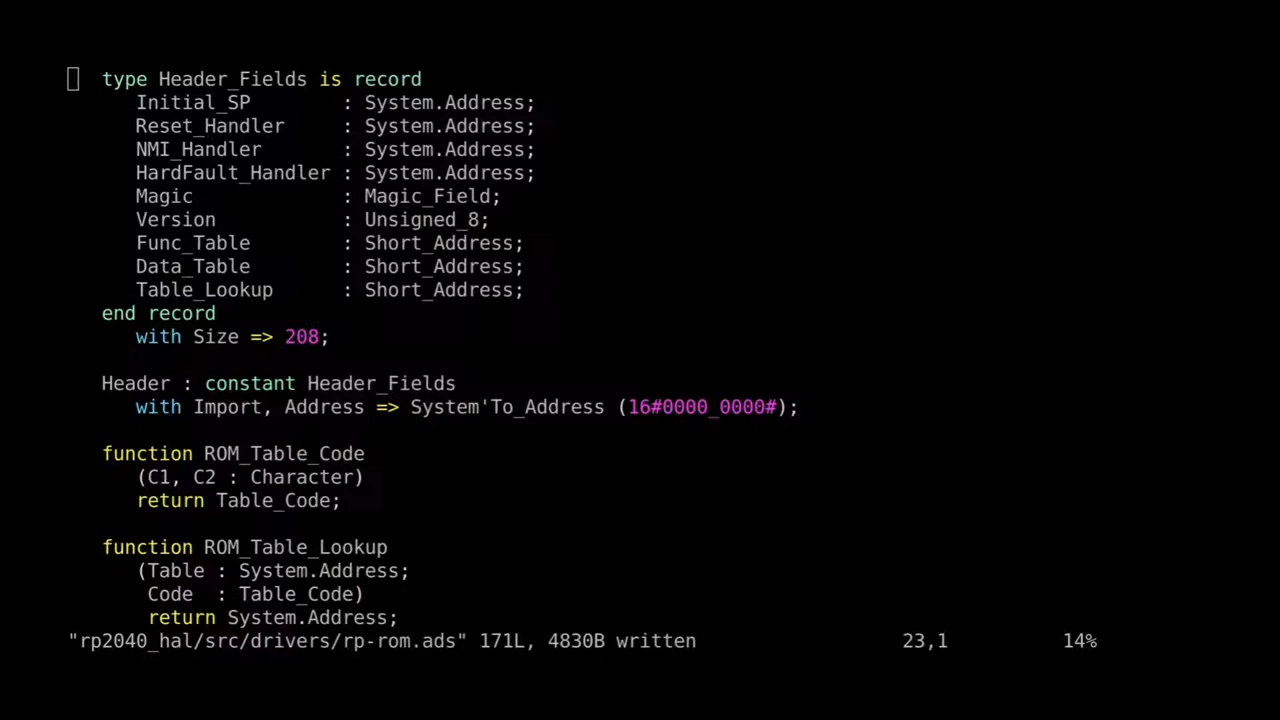 type Header_Fields is record
   Initial_SP        : System.Address;
   Reset_Handler     : System.Address;
   NMI_Handler       : System.Address;
   HardFault_Handler : System.Address;
   Magic             : Magic_Field;
   Version           : Unsigned_8;
   Func_Table        : Short_Address;
   Data_Table        : Short_Address;
   Table_Lookup      : Short_Address;
end record
   with Size => 208;

Header : constant Header_Fields
   with Import, Address => System'To_Address (16#0000_0000#);

function ROM_Table_Code
   (C1, C2 : Character)
   return Table_Code;

function ROM_Table_Lookup
   (Table : System.Address;
    Code  : Table_Code)
    return System.Address;
"rp2040_hal/src/drivers/rp-rom.ads" 171L, 4830B written                  23,1          14%